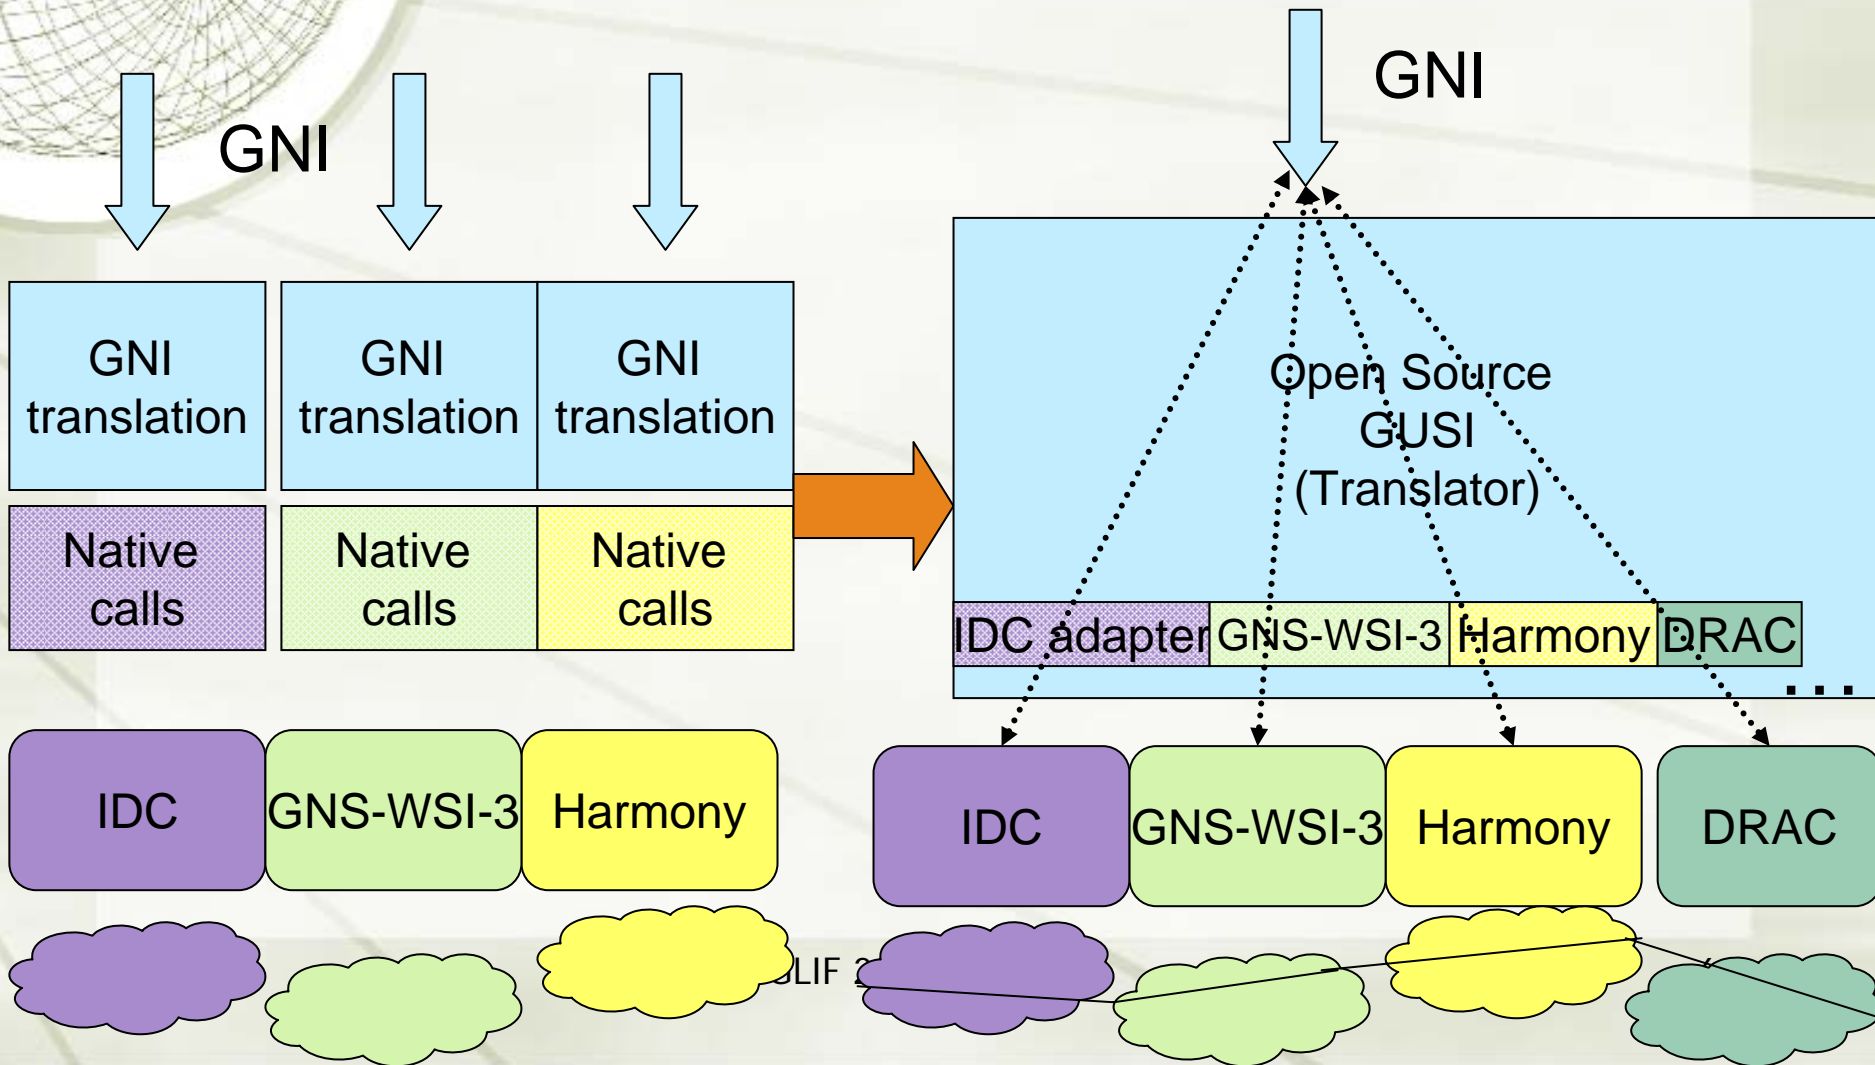 GNI
GNI
translation
GNI
translation
GNI
translation
Native
calls
Native
calls
Native
calls
IDC
GNS-WSI-3
Harmony
GNI
Open Source
GUSI
(Translator)
IDC adapter
GNS-WSI-3
Harmony
DRAC
...
IDC
GNS-WSI-3
Harmony
DRAC
GLIF